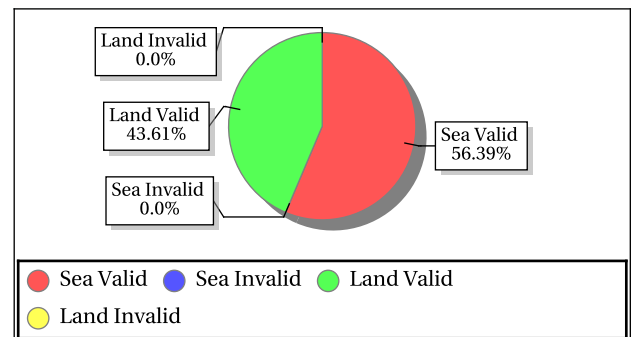 Land Invalid
0.0%
Land Valid
43.61%
Sea Valid
56.39%
Sea Invalid
0.0%
Sea Valid Sea Invalid Land Valid
Land Invalid